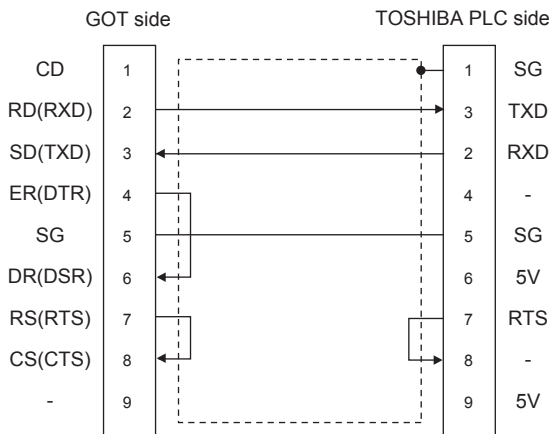 GOT side TOSHIBA PLC side
CD 1 1 SG
RD(RXD) 2 3 TXD
SD(TXD) 3 2 RXD
ER(DTR) 4 4 -
SG 5 5 SG
DR(DSR) 6 6 5V
RS(RTS) 7 7 RTS
CS(CTS) 8 8 -
- 9 9 5V